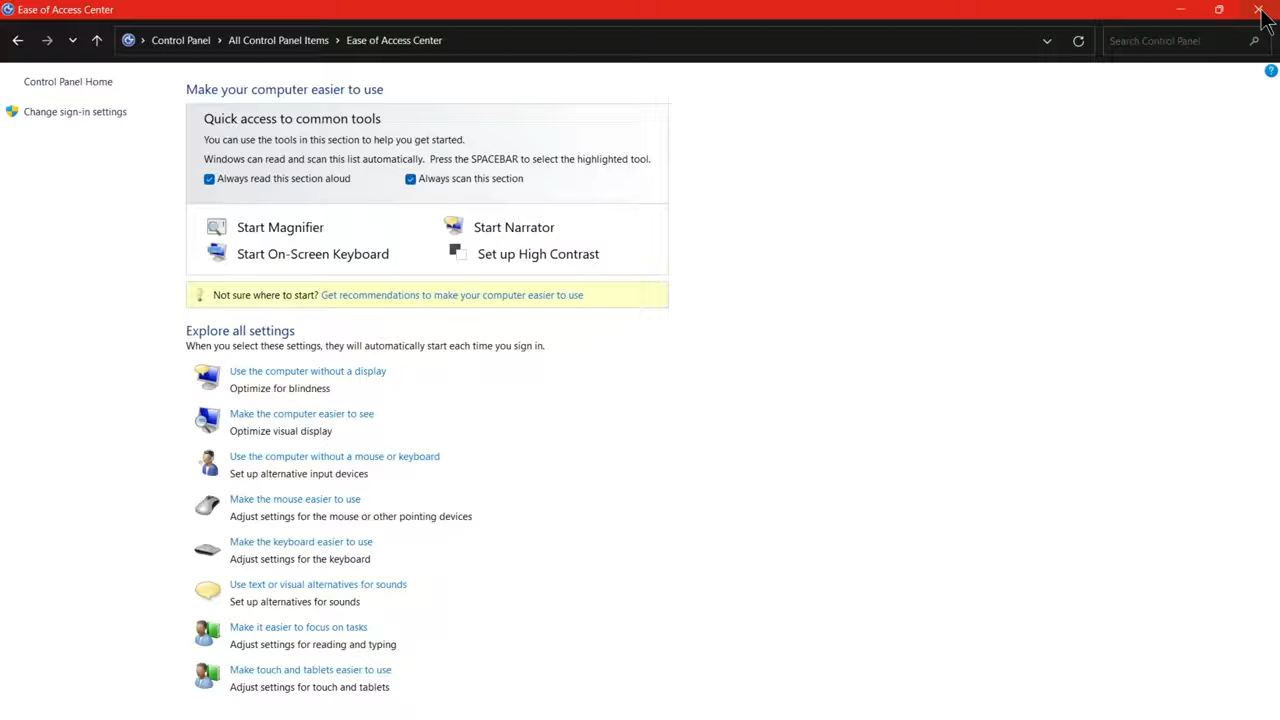 Ease of Access Center
Control Panel > All Control Panel Items > Ease of Access Center
Search Control Panel
Control Panel Home
Change sign-in settings
Make your computer easier to use
Quick access to common tools
You can use the tools in this section to help you get started.
Windows can read and scan this list automatically. Press the SPACEBAR to select the highlighted tool.
Always read this section aloud
Always scan this section
Start Magnifier
Start Narrator
Start On-Screen Keyboard
Set up High Contrast
Not sure where to start? Get recommendations to make your computer easier to use
Explore all settings
When you select these settings, they will automatically start each time you sign in.
Use the computer without a display
Optimize for blindness
Make the computer easier to see
Optimize visual display
Use the computer without a mouse or keyboard
Set up alternative input devices
Make the mouse easier to use
Adjust settings for the mouse or other pointing devices
Make the keyboard easier to use
Adjust settings for the keyboard
Use text or visual alternatives for sounds
Set up alternatives for sounds
Make it easier to focus on tasks
Adjust settings for reading and typing
Make touch and tablets easier to use
Adjust settings for touch and tablets